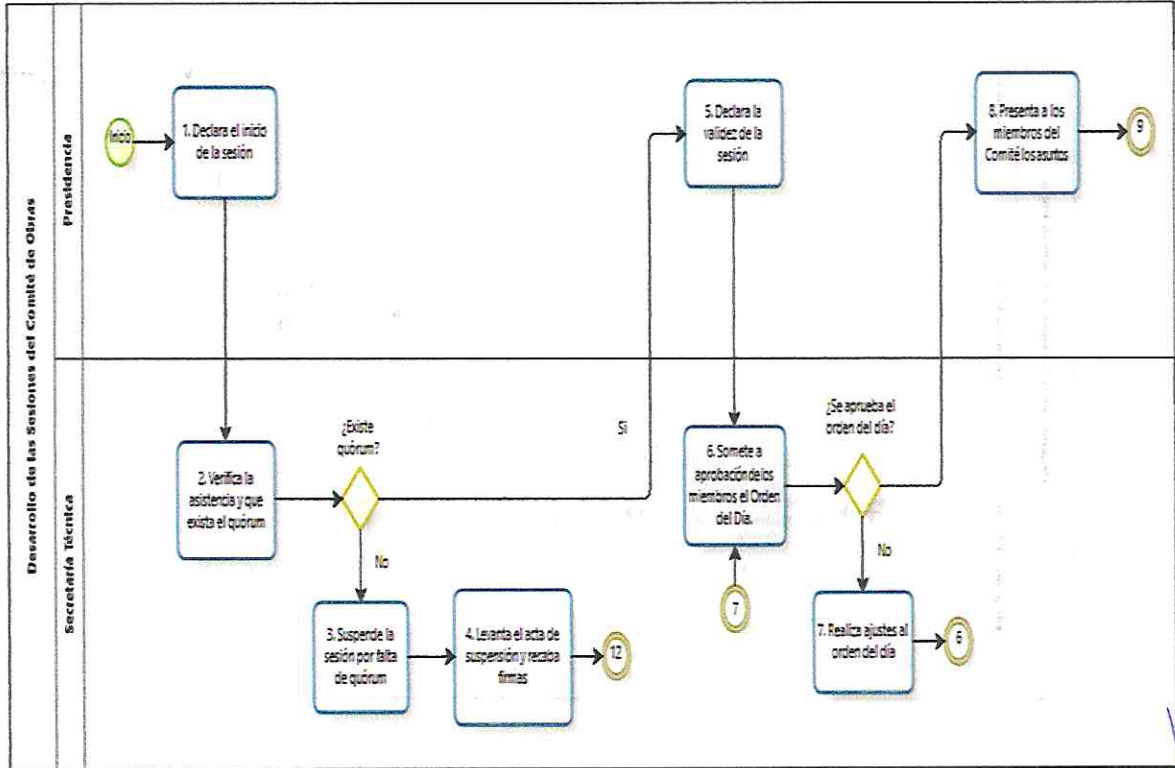 Desarrollo de las Sesiones del Comité de Obras
Presidencia
Inicio
1. Declara el inicio
de la sesión
5. Declara la
validez de la
sesión
8. Presenta a los
miembros del
Comité los asuntos
9
Secretaría Técnica
2. Verifica la
asistencia y que
exista el quórum
¿Existe
quórum?
Si
No
3. Suspende la
sesión por falta
de quórum
4. Levanta el acta de
suspensión y recaba
firmas
12
6. Somete a
aprobación de los
miembros el Orden
del Día.
7
¿Se aprueba el
orden del día?
No
7. Realiza ajustes al
orden del día
6